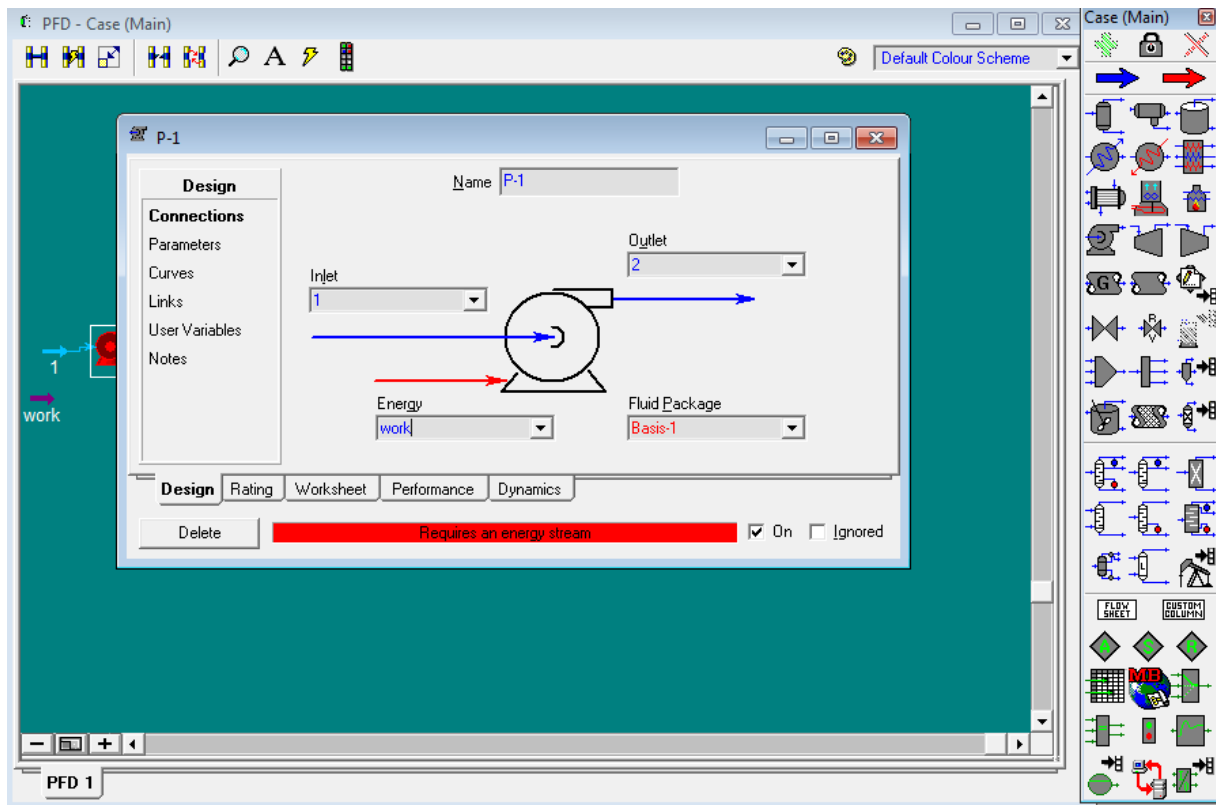 PFD - Case (Main)
Case (Main)
A
Default Colour Scheme
P-1
Design
Connections
Parameters
Curves
Links
User Variables
Notes
Name P-1
Outlet
2
Inlet
1
Energy
work
Fluid Package
Basis-1
1
work
Design Rating Worksheet Performance Dynamics
Delete
Requires an energy stream
On
Ignored
G
R
V
L
FLOW
SHEET
CUSTOM
COLUMN
A S R
MB
PFD 1